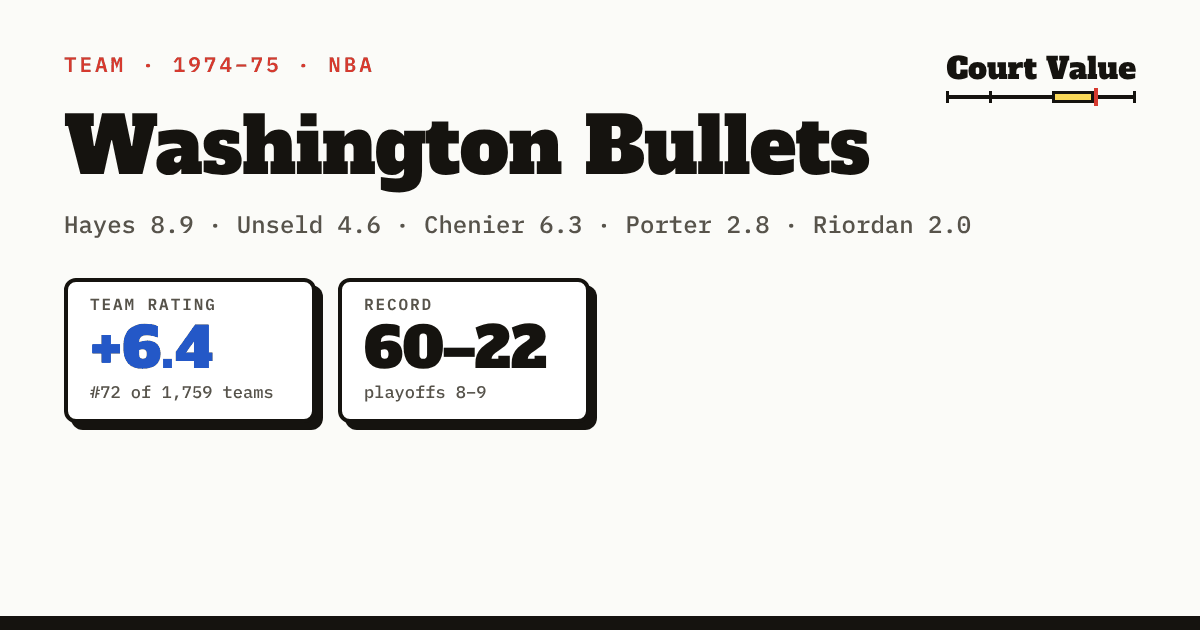 TEAM · 1974–75 · NBA
Court Value
Washington Bullets
Hayes 8.9 · Unseld 4.6 · Chenier 6.3 · Porter 2.8 · Riordan 2.0
TEAM RATING
+6.4
#72 of 1,759 teams
RECORD
60–22
playoffs 8–9